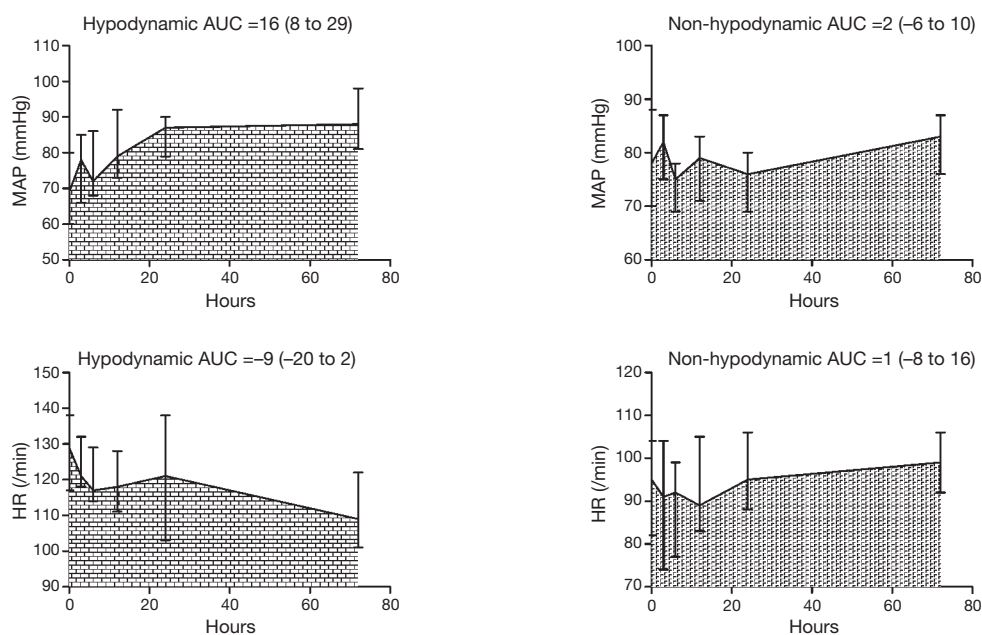 Hypodynamic AUC =16 (8 to 29)
110
100
90
80
70
60
50
MAP (mmHg)
0 20 40 60 80
Hours
Non-hypodynamic AUC =2 (–6 to 10)
100
90
80
70
60
MAP (mmHg)
0 20 40 60 80
Hours
Hypodynamic AUC =–9 (–20 to 2)
150
140
130
120
110
100
90
HR (/min)
0 20 40 60 80
Hours
Non-hypodynamic AUC =1 (–8 to 16)
120
110
100
90
80
70
HR (/min)
0 20 40 60 80
Hours